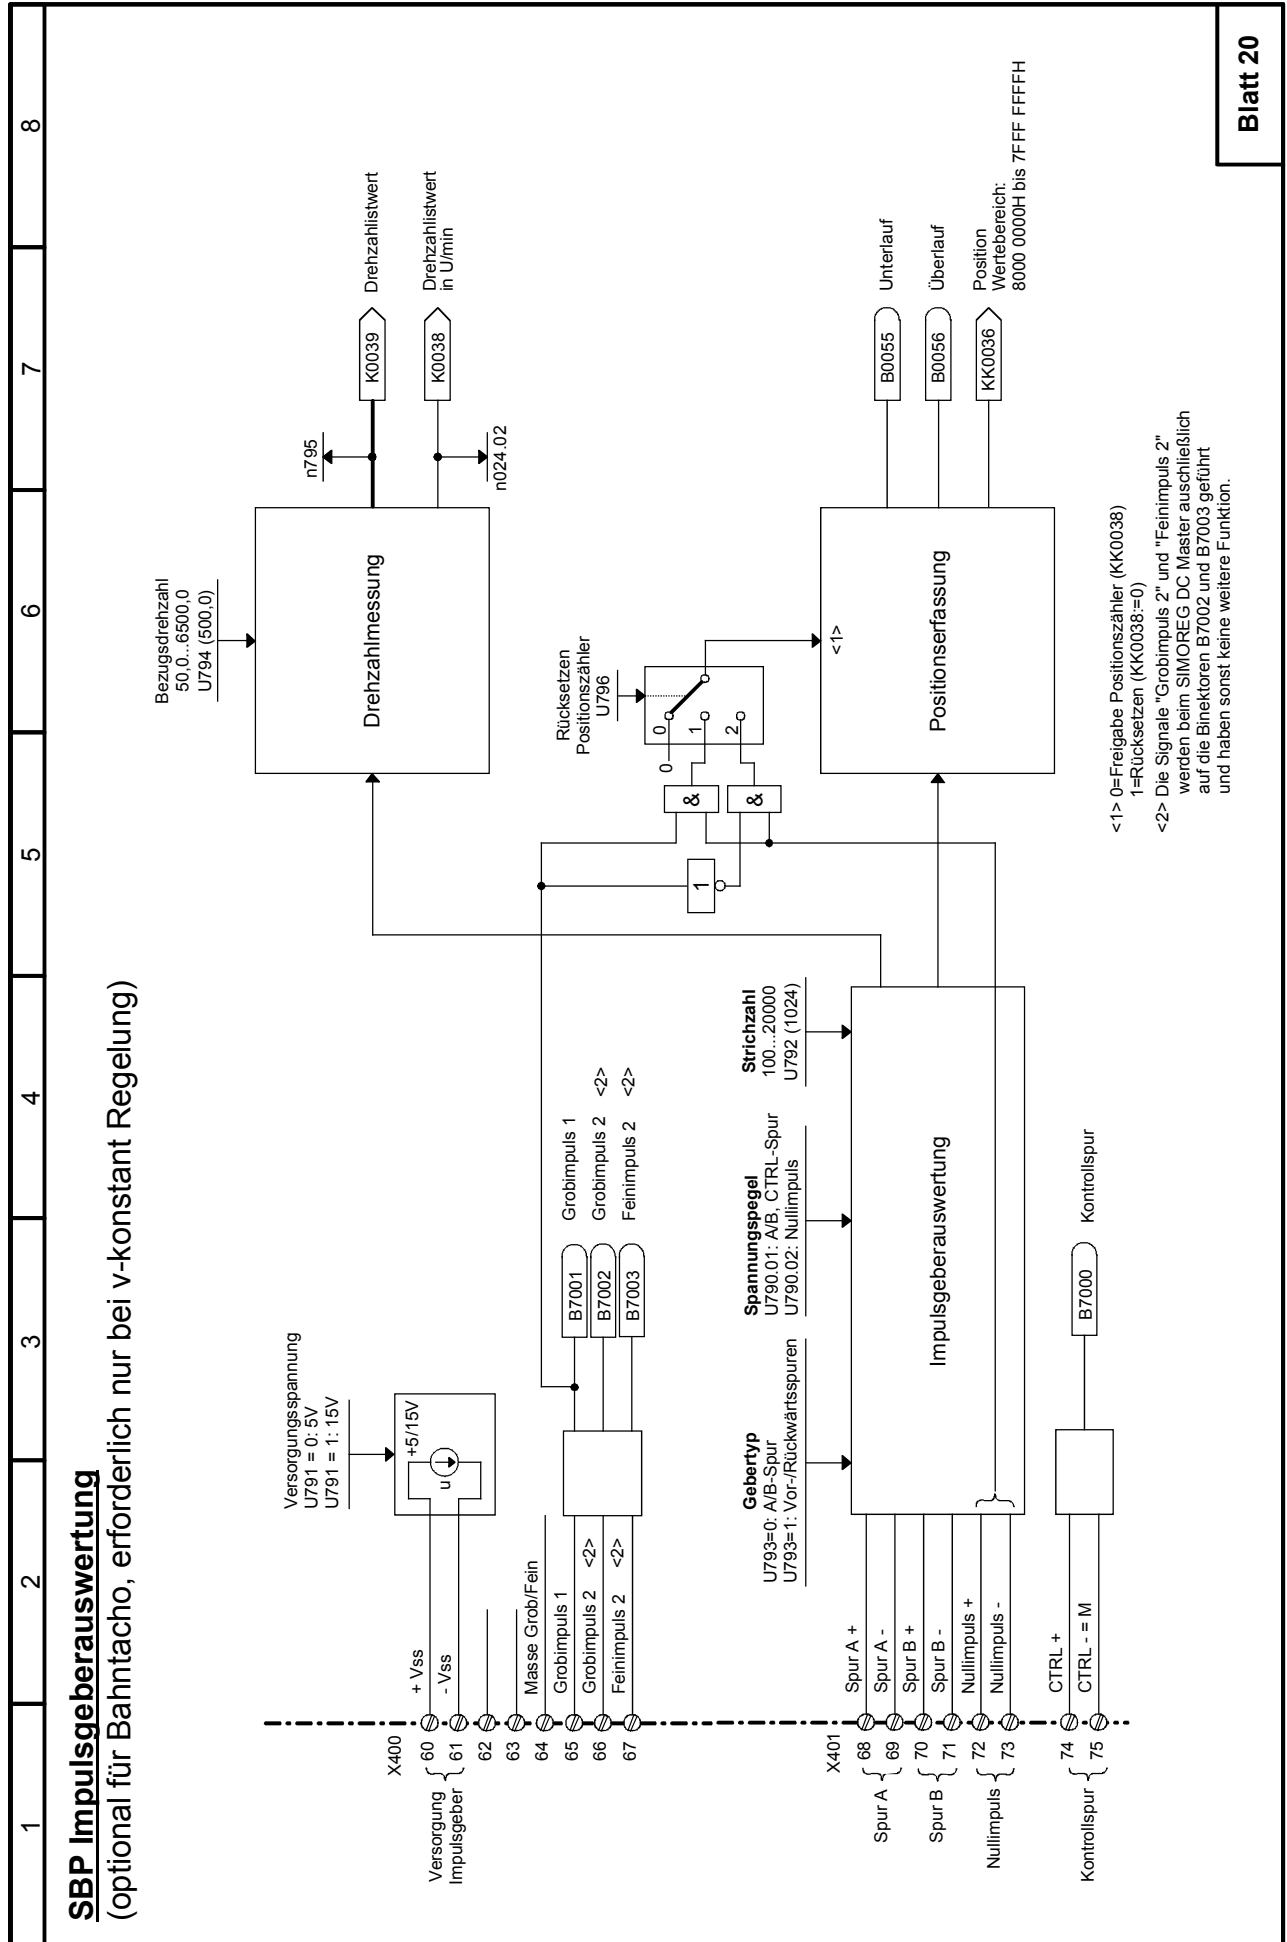 1
2
3
4
5
6
7
8
SBP Impulsgeberauswertung
(optional für Bahntacho, erforderlich nur bei v-konstant Regelung)
Bezugsdrehzahl
50,0...6500,0
U794 (500,0)
Drehzahlmessung
n795
K0039
Drehzahlistwert
K0038
Drehzahlistwert
in U/min
n024.02
Versorgungsspannung
U791 = 0: 5V
U791 = 1: 15V
+5/15V
u
X400
60
+ Vss
61
- Vss
Versorgung
Impulsgeber
62
63
64
Masse Grob/Fein
65
Grobimpuls 1
66
Grobimpuls 2 <2>
67
Feinimpuls 2 <2>
B7001
Grobimpuls 1
B7002
Grobimpuls 2 <2>
B7003
Feinimpuls 2 <2>
Rücksetzen
Positionszähler
U796
0
0
1
2
&
&
1
<1>
Positionserfassung
B0055
Unterlauf
B0056
Überlauf
KK0036
Position
Wertebereich:
8000 0000H bis 7FFF FFFFH
Gebertyp
U793=0: A/B-Spur
U793=1: Vor-/Rückwärtsspuren
Spannungspegel
U790.01: A/B, CTRL-Spur
U790.02: Nullimpuls
Strichzahl
100...20000
U792 (1024)
Impulsgeberauswertung
X401
68
Spur A +
69
Spur A -
Spur A
70
Spur B +
71
Spur B -
Spur B
72
Nullimpuls +
73
Nullimpuls -
Nullimpuls
74
CTRL +
75
CTRL - = M
Kontrollspur
B7000
Kontrollspur
<1> 0=Freigabe Positionszähler (KK0038)
1=Rücksetzen (KK0038:=0)
<2> Die Signale "Grobimpuls 2" und "Feinimpuls 2"
werden beim SIMOREG DC Master auschließlich
auf die Binektoren B7002 und B7003 geführt
und haben sonst keine weitere Funktion.
Blatt 20